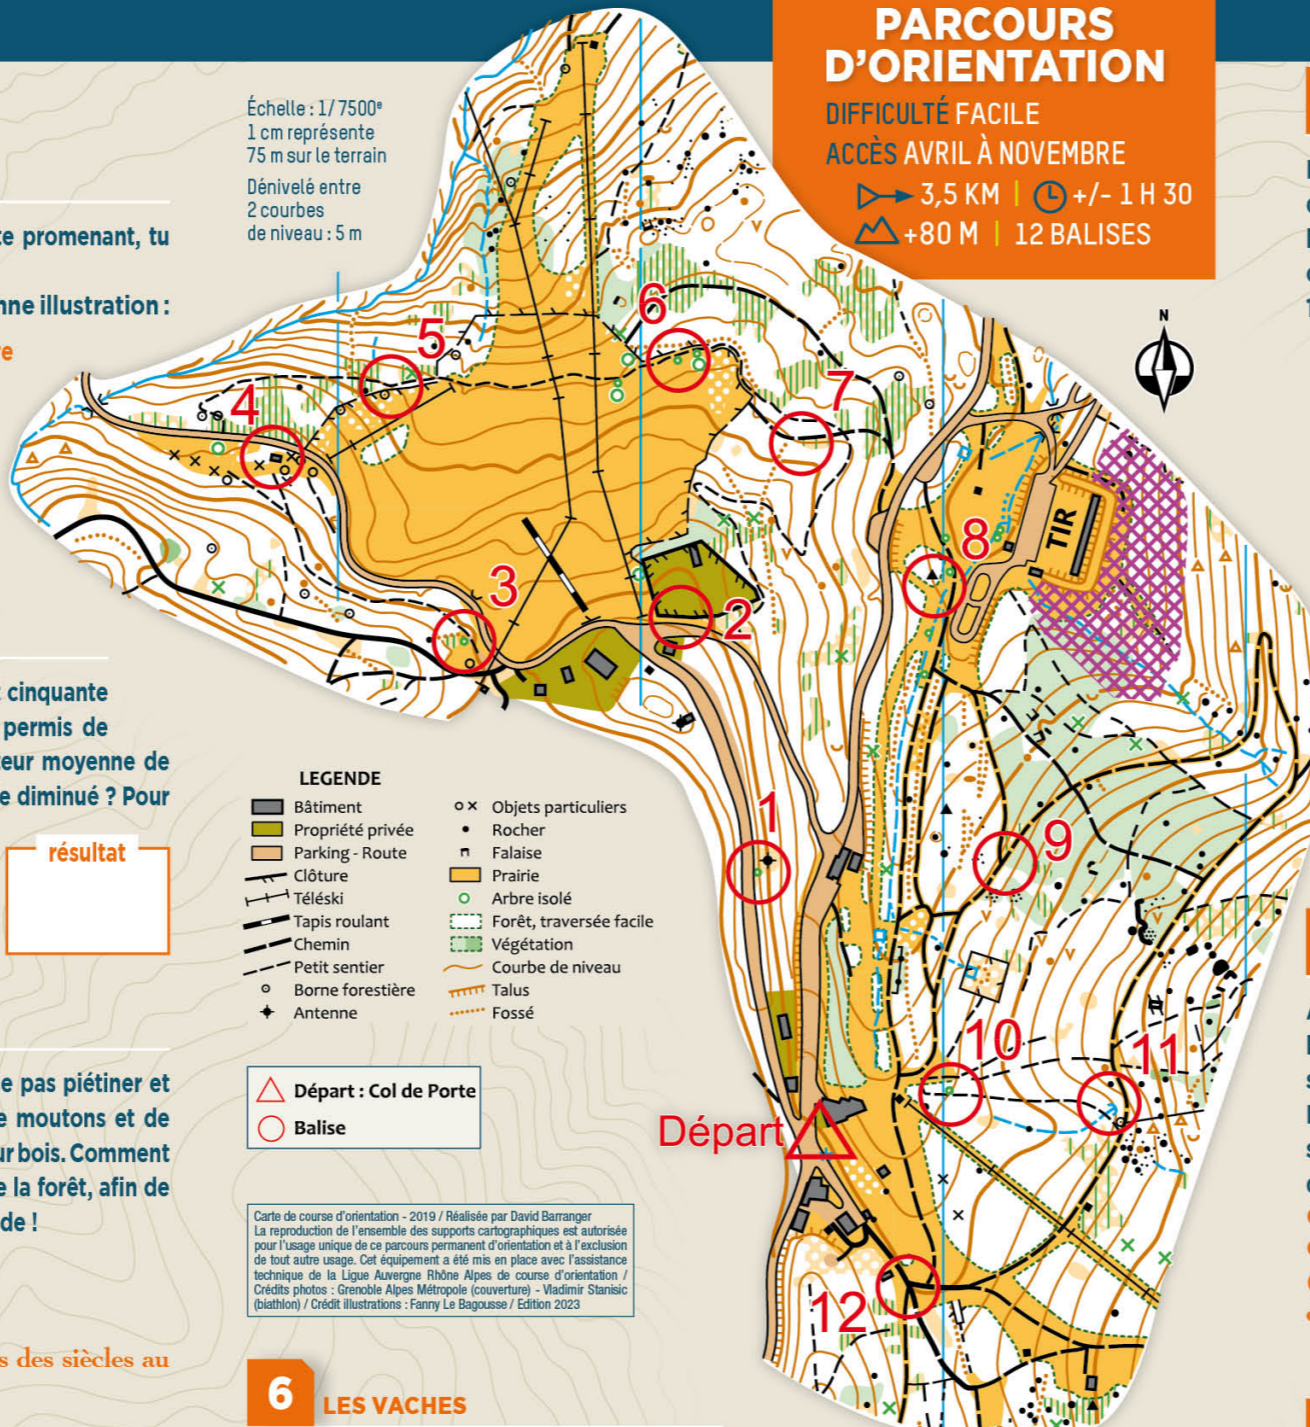 PARCOURS
D'ORIENTATION
DIFFICULTÉ FACILE
ACCÈS AVRIL À NOVEMBRE
3,5 KM | +/- 1 H 30
+80 M | 12 BALISES
Échelle : 1/ 7500e
1 cm représente
75 m sur le terrain
Dénivelé entre
2 courbes
de niveau : 5 m
te promenant, tu
nne illustration :
re
N
6
5
4
7
TIR
8
3
2
1
9
10
11
Départ
12
t cinquante
permis de
teur moyenne de
e diminué ? Pour
résultat
LEGENDE
Bâtiment
Propriété privée
Parking - Route
Clôture
Téléski
Tapis roulant
Chemin
Petit sentier
Borne forestière
Antenne
Objets particuliers
Rocher
Falaise
Prairie
Arbre isolé
Forêt, traversée facile
Végétation
Courbe de niveau
Talus
Fossé
Départ : Col de Porte
Balise
e pas piétiner et
e moutons et de
ur bois. Comment
e la forêt, afin de
de !
s des siècles au
Carte de course d'orientation - 2019 / Réalisée par David Barranger
La reproduction de l'ensemble des supports cartographiques est autorisée
pour l'usage unique de ce parcours permanent d'orientation et à l'exclusion
de tout autre usage. Cet équipement a été mis en place avec l'assistance
technique de la Ligue Auvergne Rhône Alpes de course d'orientation /
Crédits photos : Grenoble Alpes Métropole (couverture) - Vladimir Stanisic
(biathlon) / Crédit illustrations : Fanny Le Bagousse / Edition 2023
6
LES VACHES